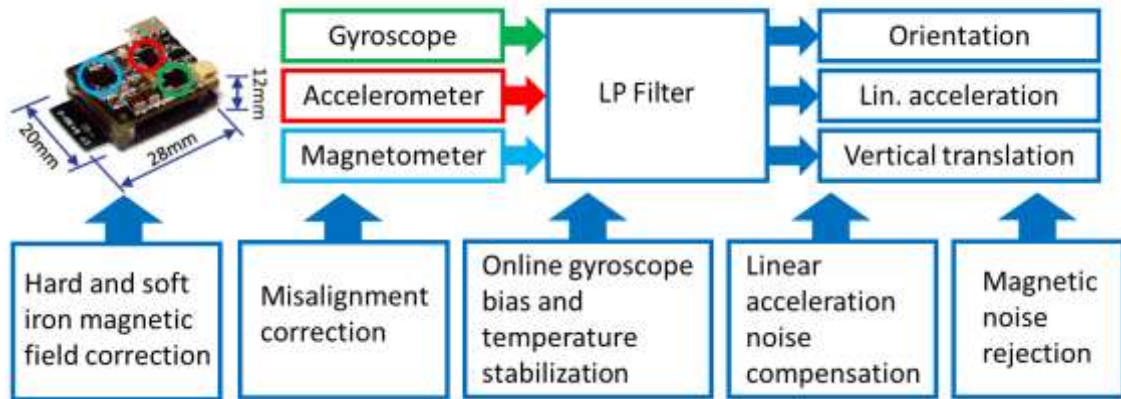 Gyroscope
Accelerometer
Magnetometer
LP Filter
Orientation
Lin. acceleration
Vertical translation
12mm
20mm
28mm
Hard and soft
iron magnetic
field correction
Misalignment
correction
Online gyroscope
bias and
temperature
stabilization
Linear
acceleration
noise
compensation
Magnetic
noise
rejection